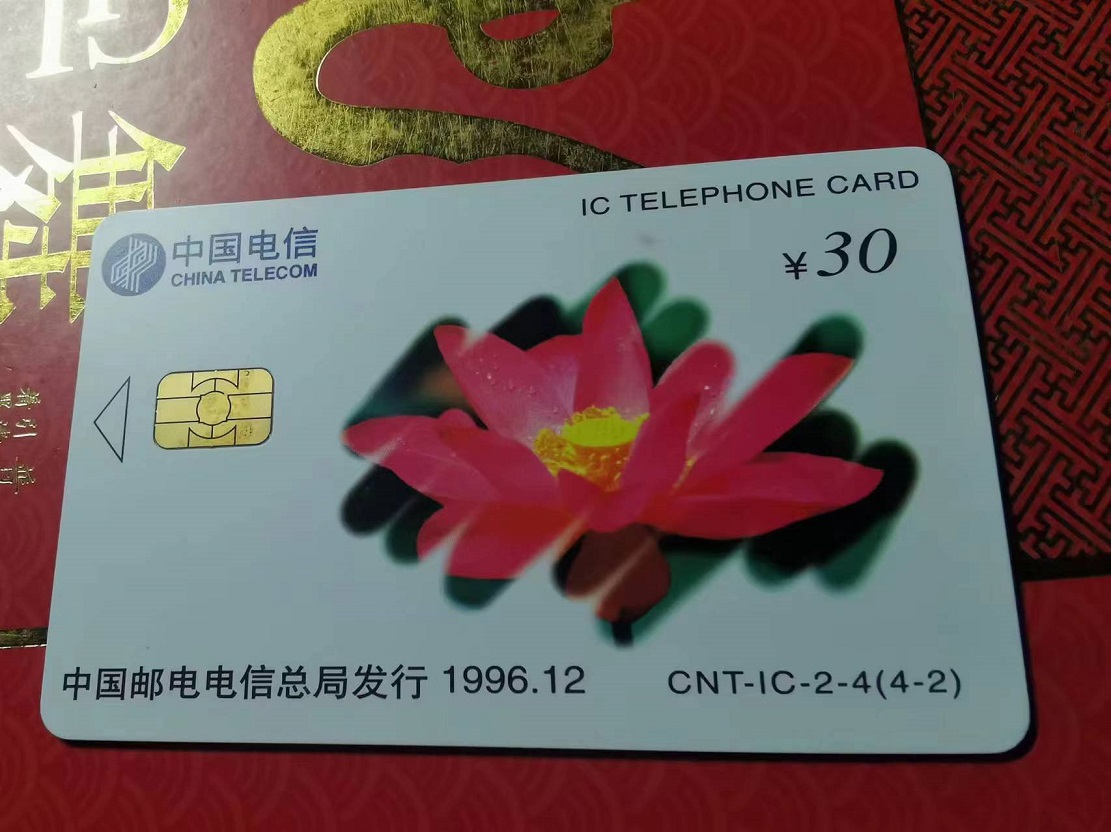 IC TELEPHONE CARD
中国电信
CHINA TELECOM
¥30
中国邮电电信总局发行 1996.12
CNT-IC-2-4(4-2)